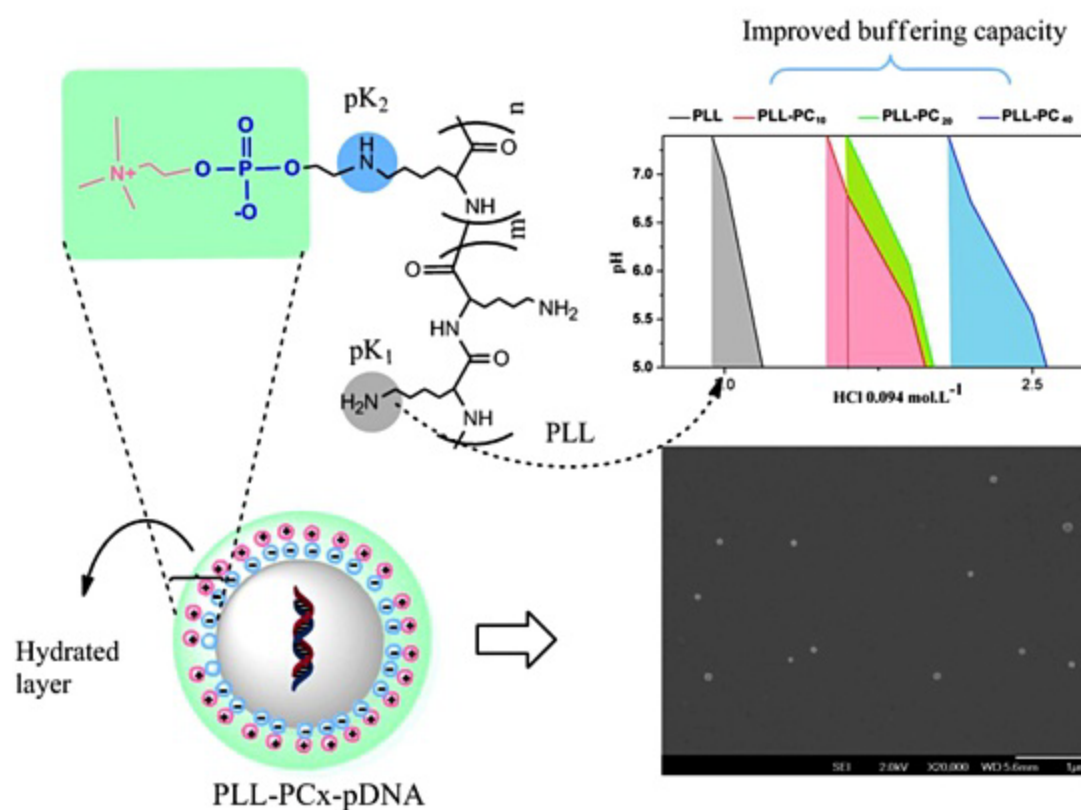 Improved buffering capacity
PLL PLL-PC₁₀ PLL-PC₂₀ PLL-PC₄₀
pK₂
n
H
N
O
N+
O
P
O
-O
O
NH
m
O
NH₂
HN
O
pK₁
H₂N
NH
PLL
7.0
6.5
6.0
5.5
5.0
pH
2.5
HCl 0.094 mol.L⁻¹
Hydrated
layer
PLL-PCx-pDNA
SEI 2.0kV X20,000 WD 5.6mm